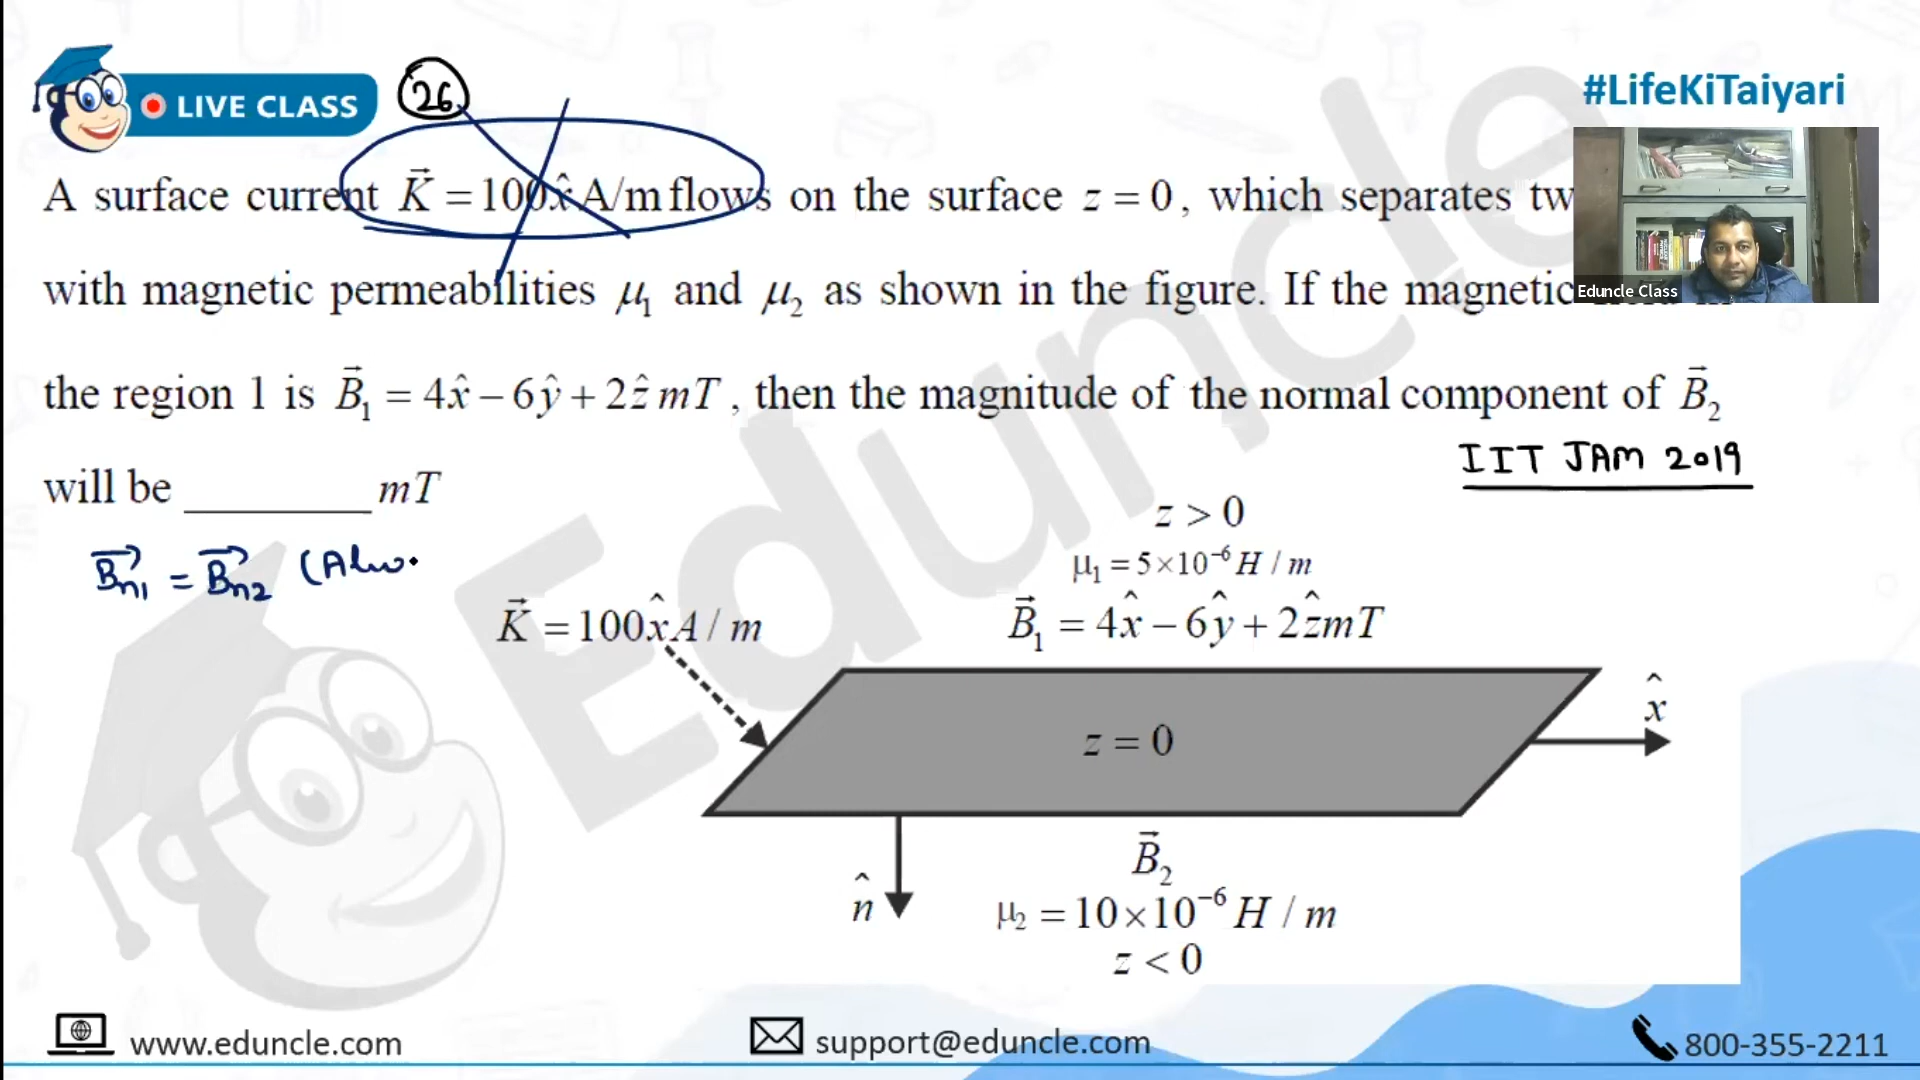 LIVE CLASS
26
#LifeKiTaiyari
A surface current K⃗ = 100x̂ A/m flows on the surface z = 0, which separates tw
with magnetic permeabilities μ₁ and μ₂ as shown in the figure. If the magnetic
Eduncle Class
the region 1 is B⃗₁ = 4x̂ − 6ŷ + 2ẑ mT, then the magnitude of the normal component of B⃗₂
IIT JAM 2019
will be ________ mT
B⃗n1 = B⃗n2 (Alw
z > 0
μ₁ = 5×10⁻⁶ H / m
K⃗ = 100x̂ A / m
B⃗₁ = 4x̂ − 6ŷ + 2ẑmT
x̂
z = 0
B⃗₂
n̂
μ₂ = 10×10⁻⁶ H / m
z < 0
Eduncle
www.eduncle.com
support@eduncle.com
800-355-2211